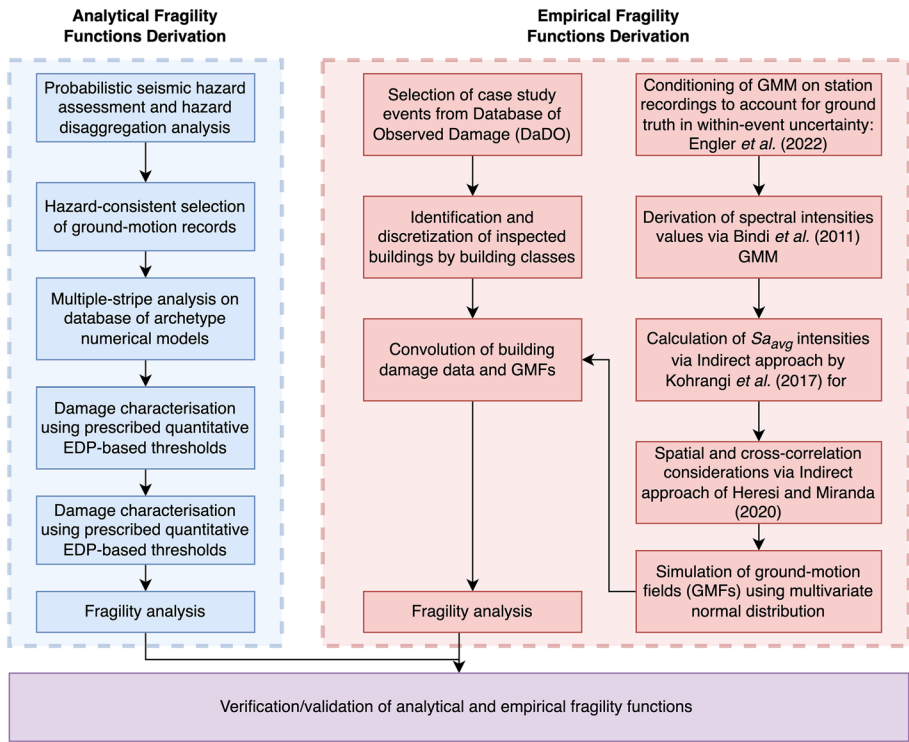 Analytical Fragility
Functions Derivation
Probabilistic seismic hazard
assessment and hazard
disaggregation analysis
Hazard-consistent selection
of ground-motion records
Multiple-stripe analysis on
database of archetype
numerical models
Damage characterisation
using prescribed quantitative
EDP-based thresholds
Damage characterisation
using prescribed quantitative
EDP-based thresholds
Fragility analysis
Empirical Fragility
Functions Derivation
Selection of case study
events from Database of
Observed Damage (DaDO)
Identification and
discretization of inspected
buildings by building classes
Convolution of building
damage data and GMFs
Fragility analysis
Conditioning of GMM on station
recordings to account for ground
truth in within-event uncertainty:
Engler et al. (2022)
Derivation of spectral intensities
values via Bindi et al. (2011)
GMM
Calculation of Saavg intensities
via Indirect approach by
Kohrangi et al. (2017) for
Spatial and cross-correlation
considerations via Indirect
approach of Heresi and Miranda
(2020)
Simulation of ground-motion
fields (GMFs) using multivariate
normal distribution
Verification/validation of analytical and empirical fragility functions